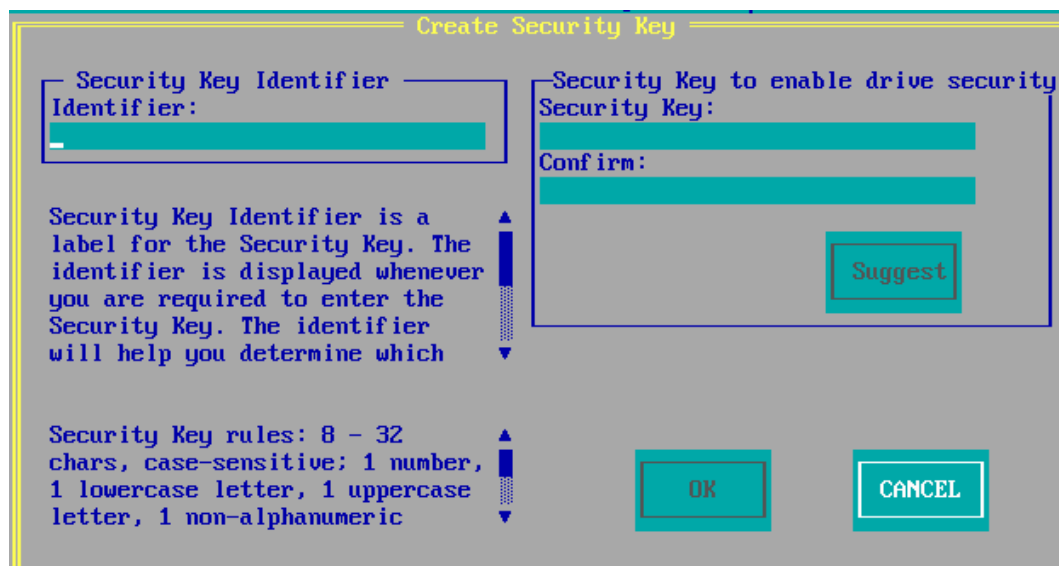 Create Security Key
Security Key Identifier
Identifier:
Security Key Identifier is a
label for the Security Key. The
identifier is displayed whenever
you are required to enter the
Security Key. The identifier
will help you determine which
Security Key rules: 8 - 32
chars, case-sensitive; 1 number,
1 lowercase letter, 1 uppercase
letter, 1 non-alphanumeric
Security Key to enable drive security
Security Key:
Confirm:
Suggest
OK
CANCEL